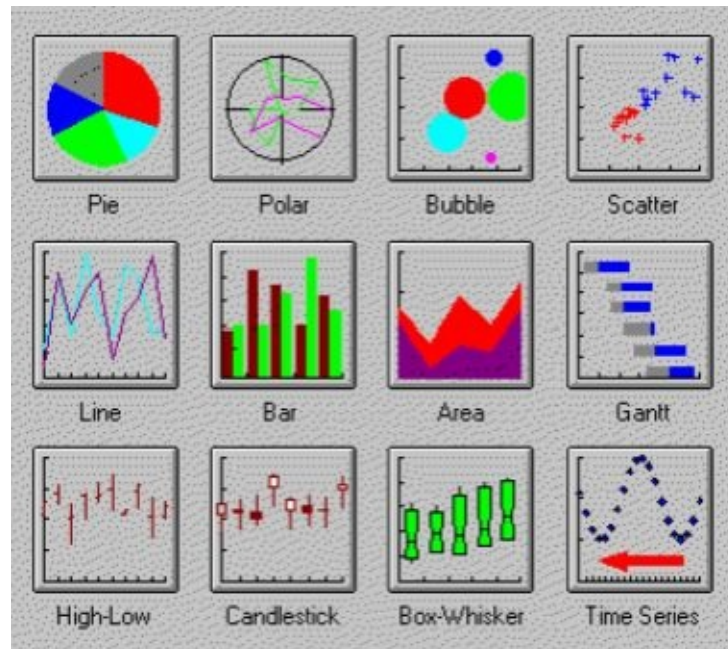 Pie Polar Bubble Scatter
Line Bar Area Gantt
High-Low Candlestick Box-Whisker Time Series